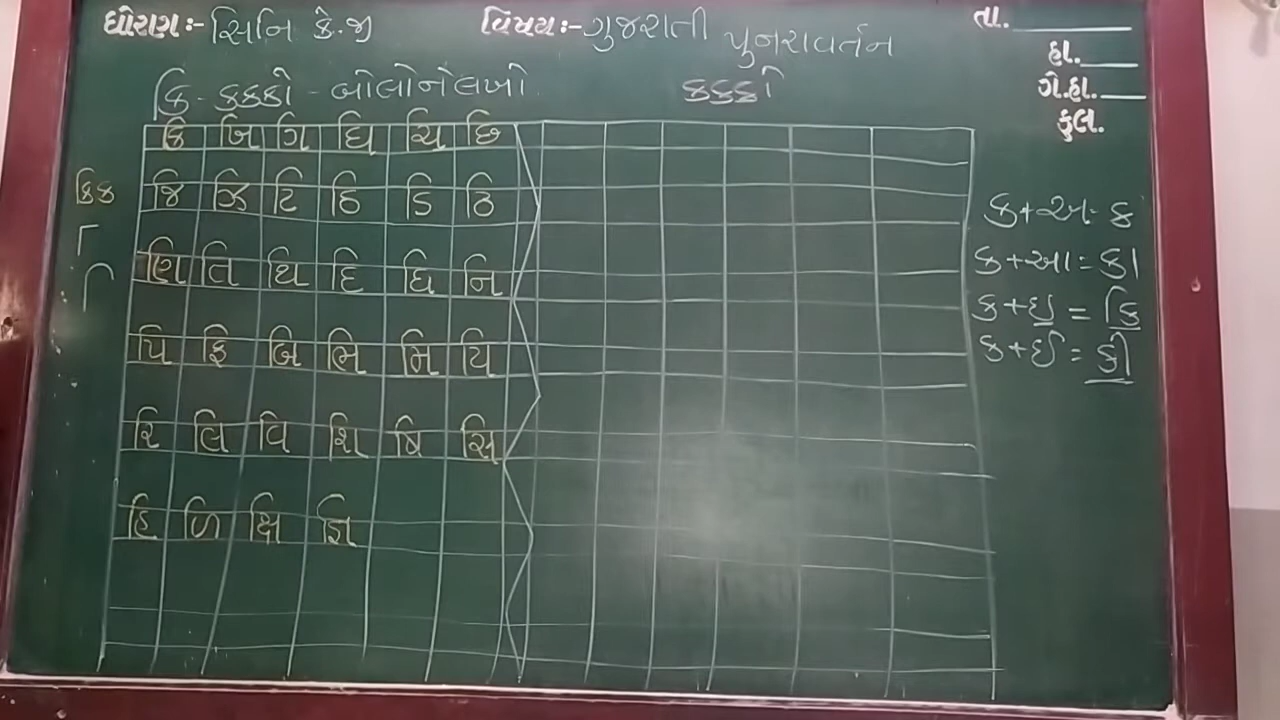 ધોરણ:- સિનિ કે.જી વિષય:- ગુજરાતી પુનરાવર્તન તા.
હા.
ગે.હા.
કુલ.
કિ - કક્કો - બોલોનેલખો. કક્કો
કિ ખિ ગિ ઘિ ચિ છિ
જિ ઝિ ટિ ઠિ ડિ ઢિ
ણિ તિ થિ દિ ધિ નિ
પિ ફિ બિ ભિ મિ યિ
રિ લિ વિ શિ ષિ સિ
હિ ળિ ક્ષિ જ્ઞિ
ક+અ= ક
ક+આ= કા
ક+ઇ = કિ
ક+ઈ = કી